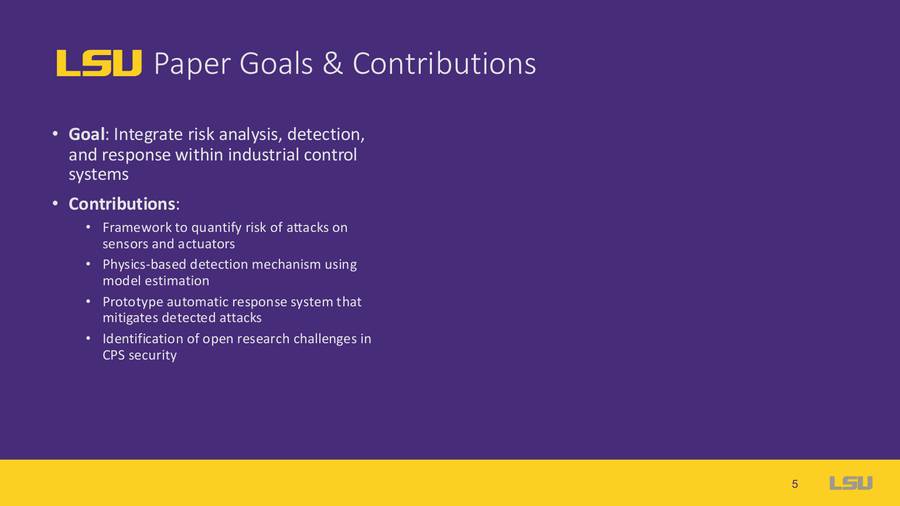 LSU Paper Goals & Contributions
• Goal: Integrate risk analysis, detection,
and response within industrial control
systems
• Contributions:
• Framework to quantify risk of attacks on
sensors and actuators
• Physics-based detection mechanism using
model estimation
• Prototype automatic response system that
mitigates detected attacks
• Identification of open research challenges in
CPS security
5 LSU